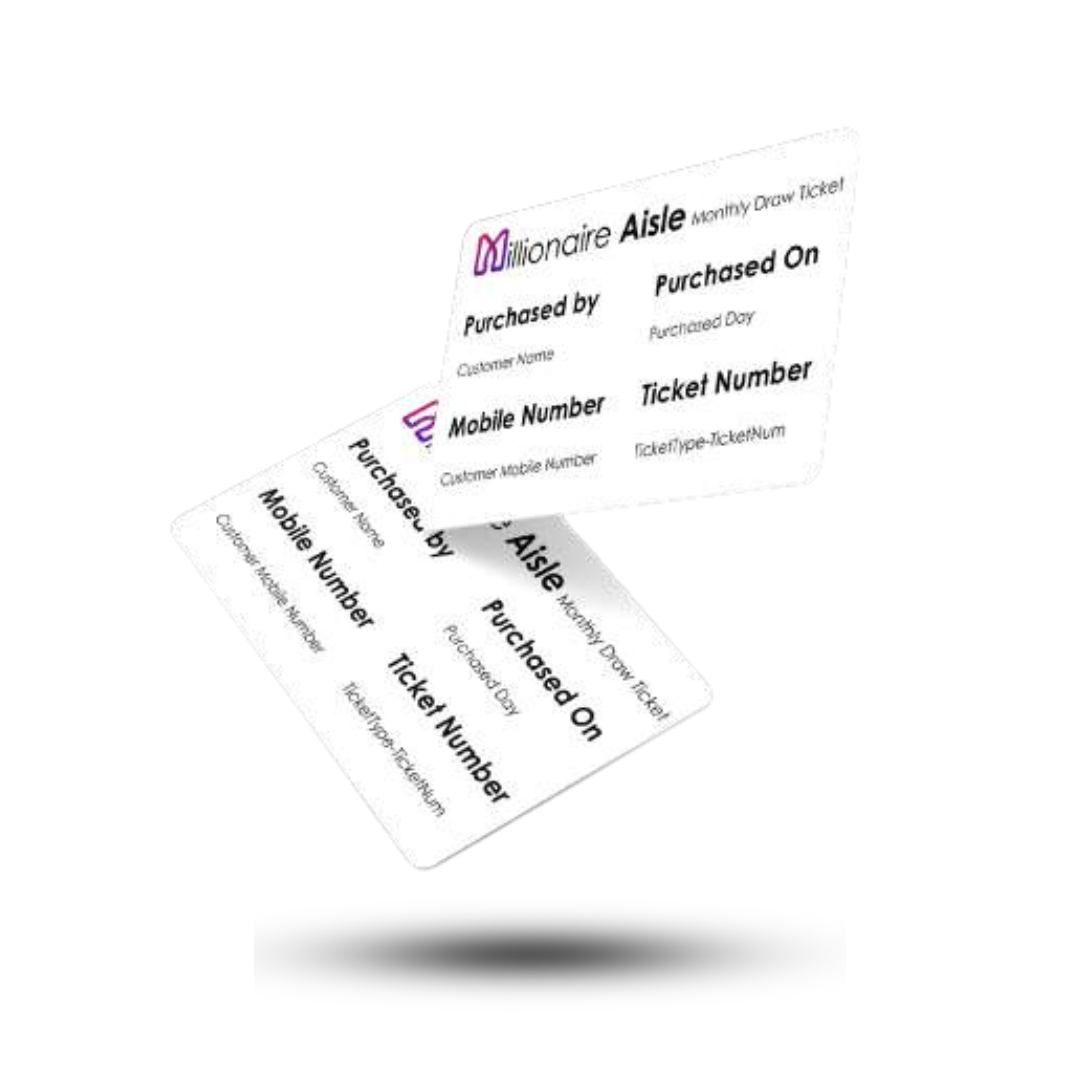 Millionaire Aisle Monthly Draw Ticket
Purchased by
Purchased On
Customer Name
Purchased Day
Mobile Number
Ticket Number
Customer Mobile Number
TicketType-TicketNum
e Aisle Monthly Draw Ticket
Purchased by
Purchased On
Customer Name
Purchased Day
Mobile Number
Ticket Number
Customer Mobile Number
TicketType-TicketNum